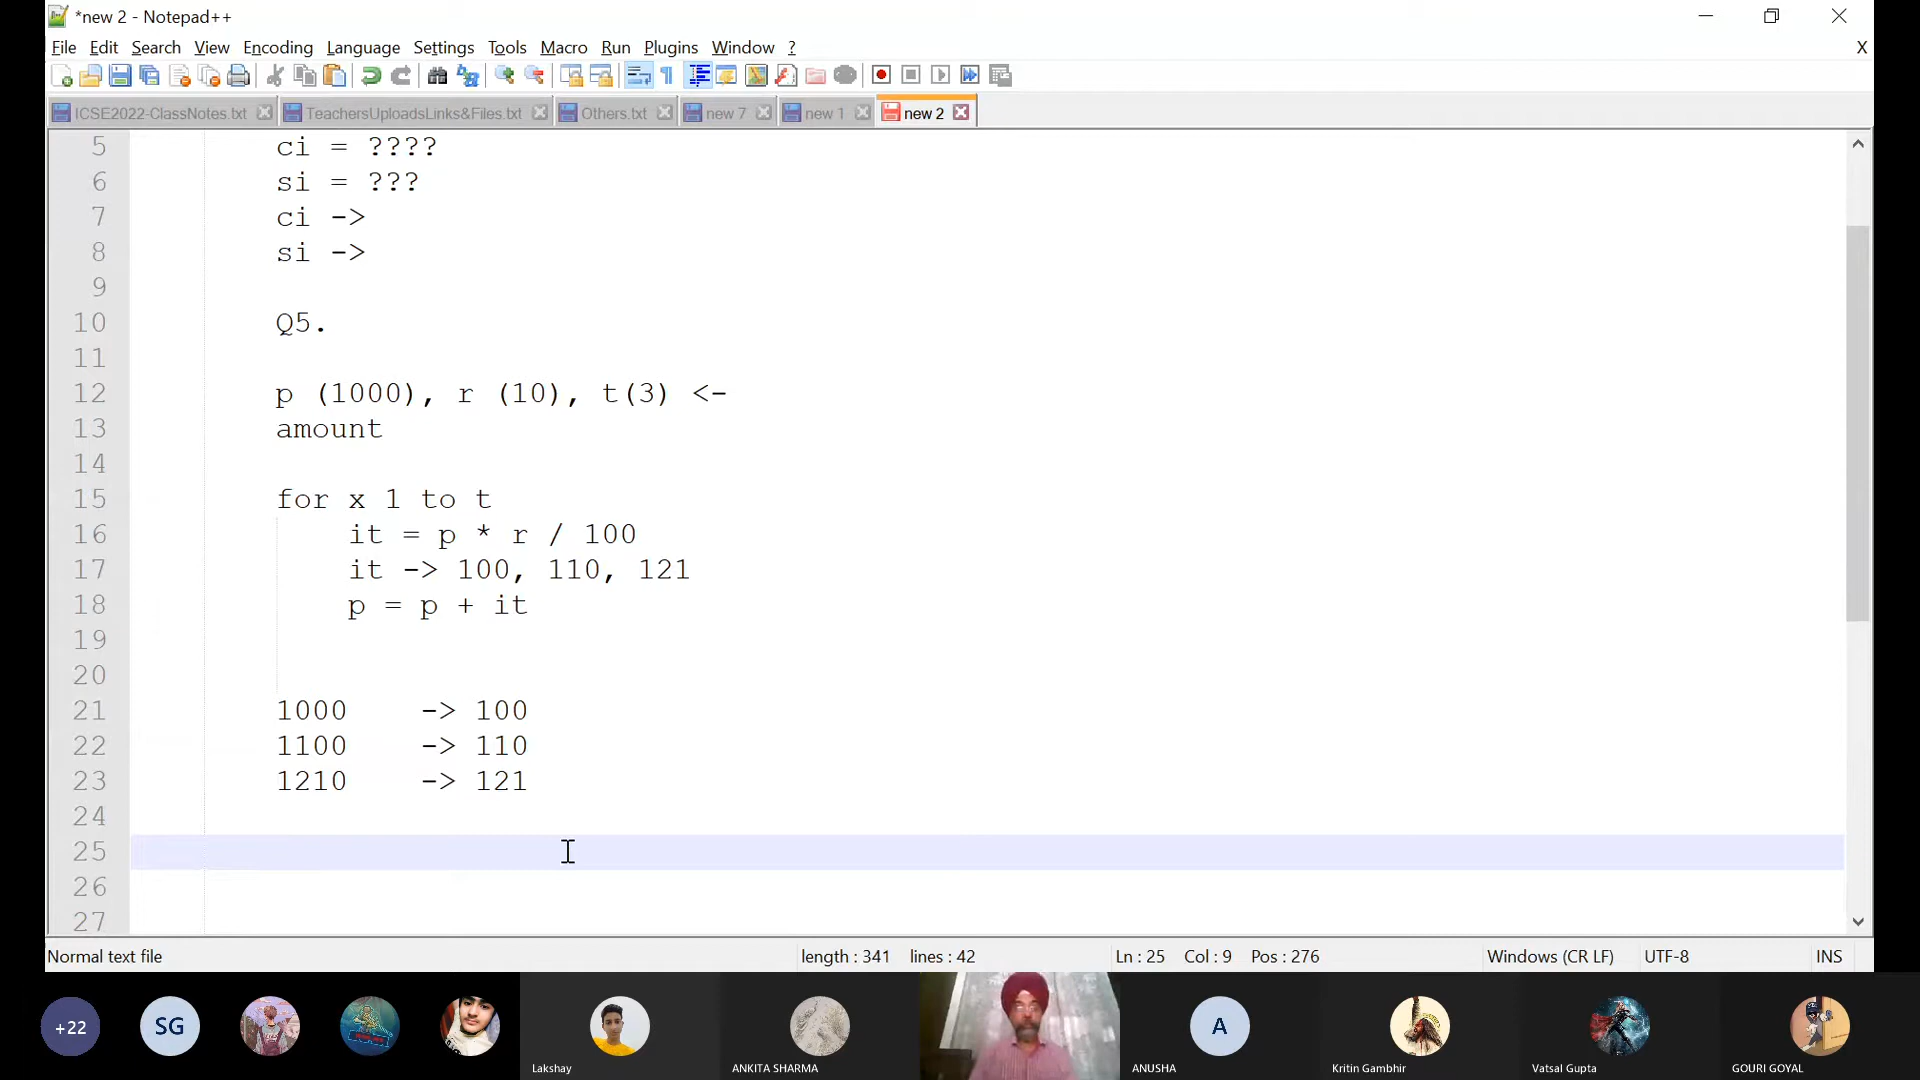 *new 2 - Notepad++
File Edit Search View Encoding Language Settings Tools Macro Run Plugins Window ? X
ICSE2022-ClassNotes.txt TeachersUploadsLinks&Files.txt Others.txt new 7 new 1 new 2
5 ci = ????
6 si = ???
7 ci ->
8 si ->
9
10 Q5.
11
12 p (1000), r (10), t(3) <-
13 amount
14
15 for x 1 to t
16 it = p * r / 100
17 it -> 100, 110, 121
18 p = p + it
19
20
21 1000 -> 100
22 1100 -> 110
23 1210 -> 121
24
25
26
27
Normal text file length : 341 lines : 42 Ln : 25 Col : 9 Pos : 276 Windows (CR LF) UTF-8 INS
+22 SG A
Lakshay ANKITA SHARMA ANUSHA Kritin Gambhir Vatsal Gupta GOURI GOYAL